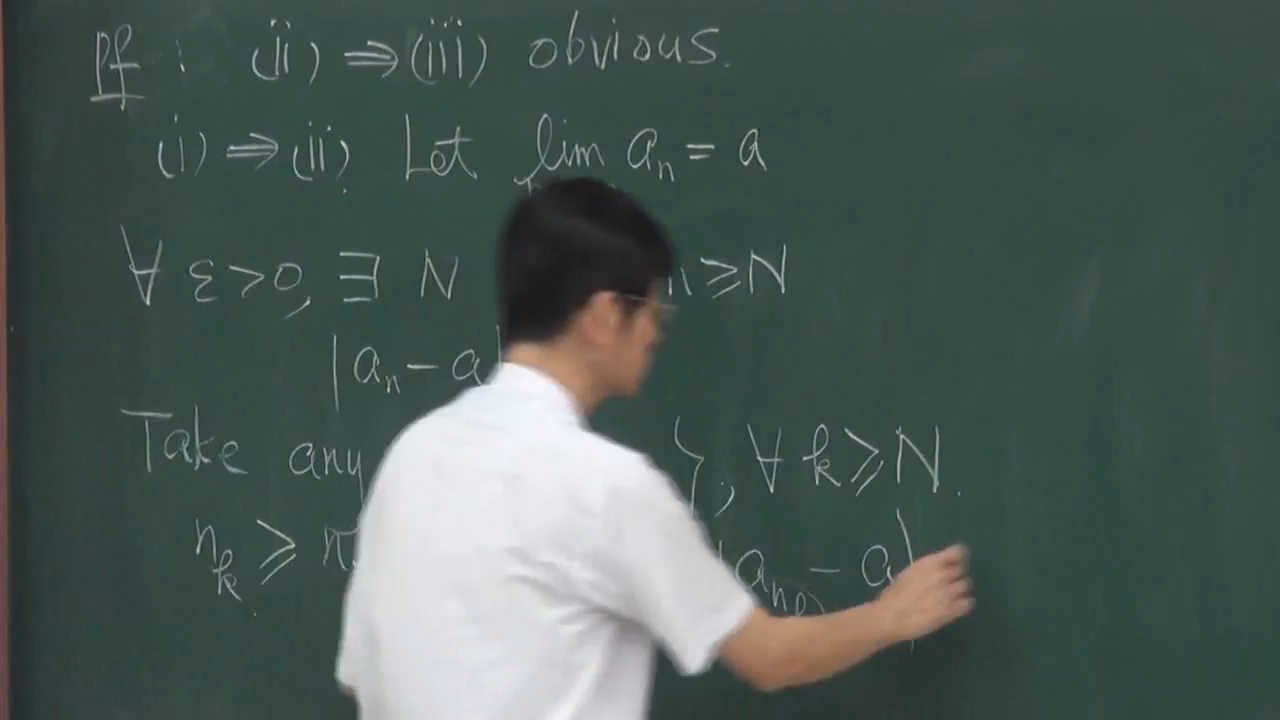 pf : (ii) ⇒ (iii) obvious.
(i) ⇒ (ii) Let lim aₙ = a
∀ ε > 0, ∃ N n ≥ N
|aₙ - a|
Take any }, ∀ k ≥ N.
n_k ≥ n |a_{n_k} - a|